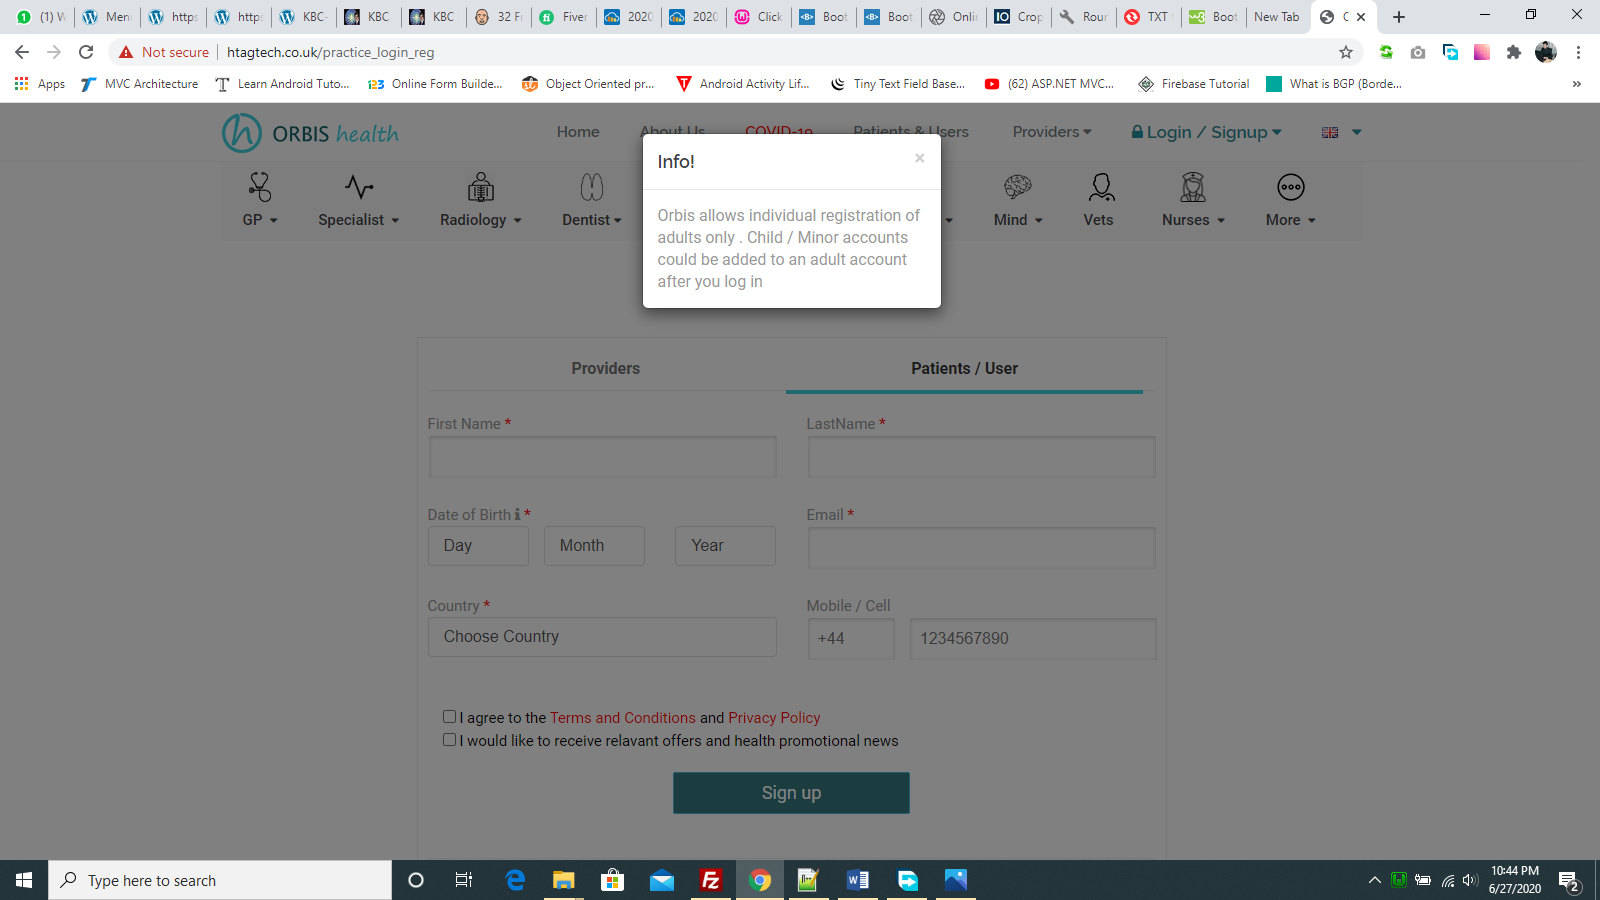 (1) W
Men
https
https
KBC-
KBC
KBC
32 Fr
Fiver
2020
2020
Click
Boot
Boot
Onlin
Crop
Roun
TXT
Boot
New Tab
Not secure
htagtech.co.uk/practice_login_reg
Apps
MVC Architecture
Learn Android Tuto...
Online Form Builde...
Object Oriented pr...
Android Activity Lif...
Tiny Text Field Base...
(62) ASP.NET MVC...
Firebase Tutorial
What is BGP (Borde...
»
ORBIS health
Home
About Us
COVID-19
Patients & Users
Providers
Login / Signup
GP
Specialist
Radiology
Dentist
Mind
Vets
Nurses
More
Info!
×
Orbis allows individual registration of
adults only . Child / Minor accounts
could be added to an adult account
after you log in
Providers
Patients / User
First Name *
LastName *
Date of Birth *
Day
Month
Year
Email *
Country *
Choose Country
Mobile / Cell
+44
1234567890
I agree to the Terms and Conditions and Privacy Policy
I would like to receive relavant offers and health promotional news
Sign up
Type here to search
10:44 PM
6/27/2020
2